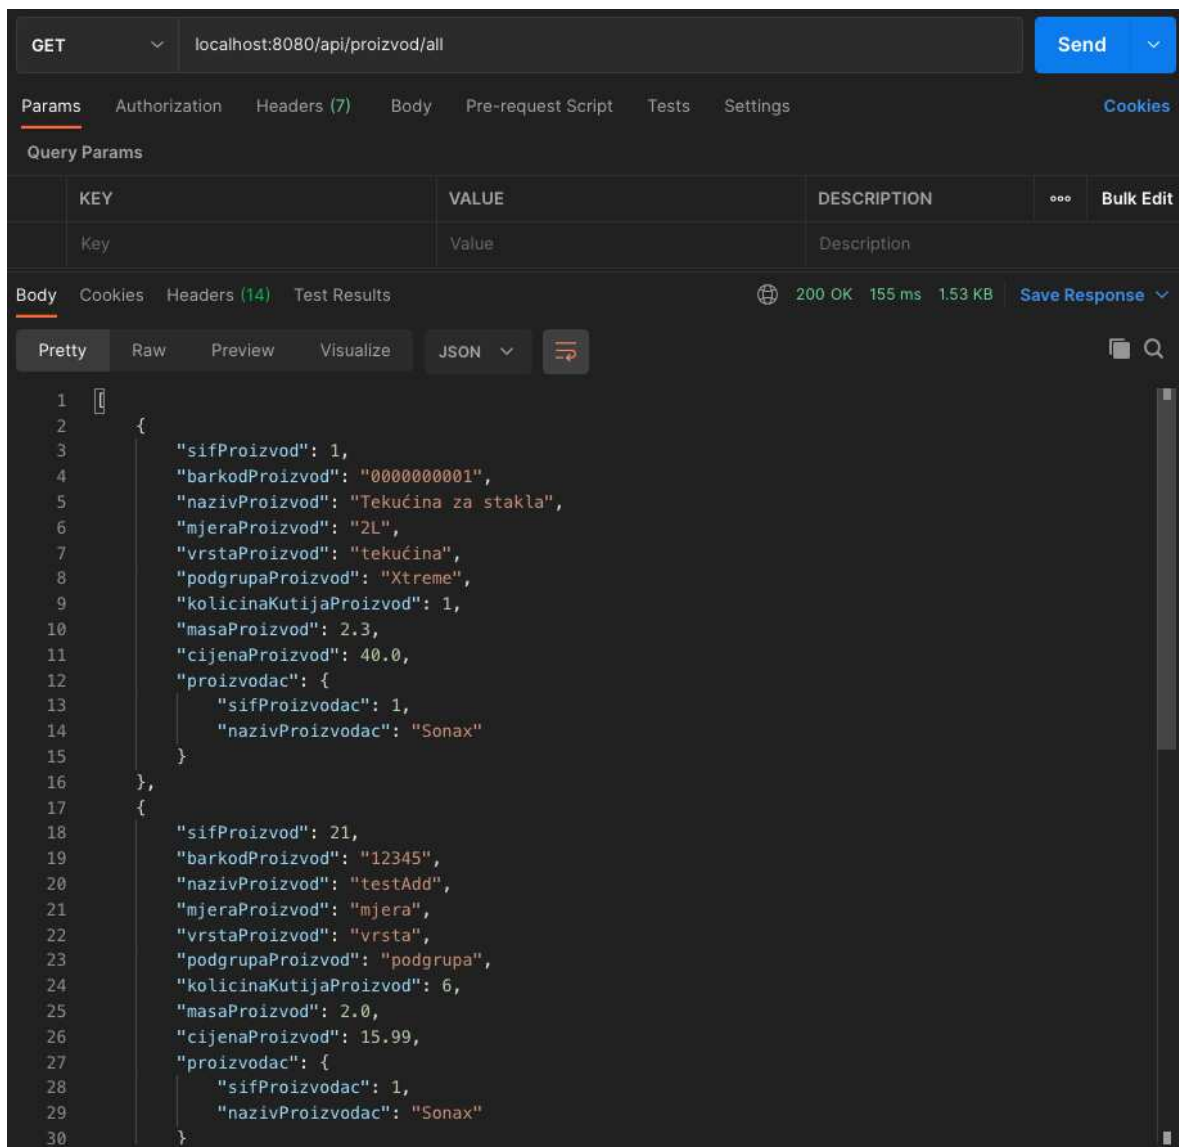 GET localhost:8080/api/proizvod/all Send
Params Authorization Headers (7) Body Pre-request Script Tests Settings Cookies
Query Params
KEY VALUE DESCRIPTION ooo Bulk Edit
Key Value Description
Body Cookies Headers (14) Test Results 200 OK 155 ms 1.53 KB Save Response
Pretty Raw Preview Visualize JSON
1 [
2 {
3 "sifProizvod": 1,
4 "barkodProizvod": "0000000001",
5 "nazivProizvod": "Tekućina za stakla",
6 "mjeraProizvod": "2L",
7 "vrstaProizvod": "tekućina",
8 "podgrupaProizvod": "Xtreme",
9 "kolicinaKutijaProizvod": 1,
10 "masaProizvod": 2.3,
11 "cijenaProizvod": 40.0,
12 "proizvodac": {
13 "sifProizvodac": 1,
14 "nazivProizvodac": "Sonax"
15 }
16 },
17 {
18 "sifProizvod": 21,
19 "barkodProizvod": "12345",
20 "nazivProizvod": "testAdd",
21 "mjeraProizvod": "mjera",
22 "vrstaProizvod": "vrsta",
23 "podgrupaProizvod": "podgrupa",
24 "kolicinaKutijaProizvod": 6,
25 "masaProizvod": 2.0,
26 "cijenaProizvod": 15.99,
27 "proizvodac": {
28 "sifProizvodac": 1,
29 "nazivProizvodac": "Sonax"
30 }